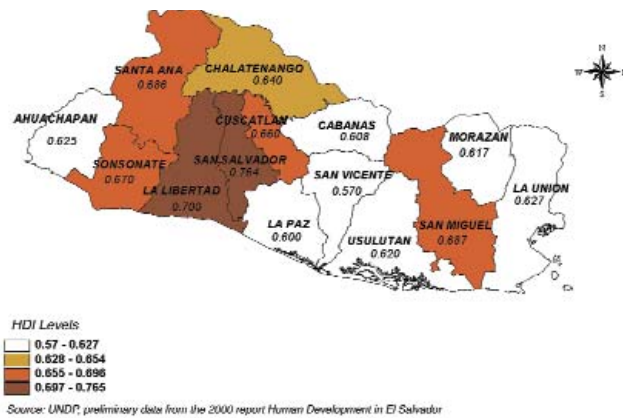 N
W E
S
SANTA ANA
0.686
CHALATENANGO
0.640
AHUACHAPAN
0.625
CUSCATLAN
0.660
CABANAS
0.608
MORAZAN
0.617
SONSONATE
0.670
SAN SALVADOR
0.764
SAN VICENTE
0.570
LA UNION
0.627
LA LIBERTAD
0.700
LA PAZ
0.600
USULUTAN
0.620
SAN MIGUEL
0.687
HDI Levels
0.57 - 0.627
0.628 - 0.654
0.655 - 0.696
0.697 - 0.765
Source: UNDP, preliminary data from the 2000 report Human Development in El Salvador